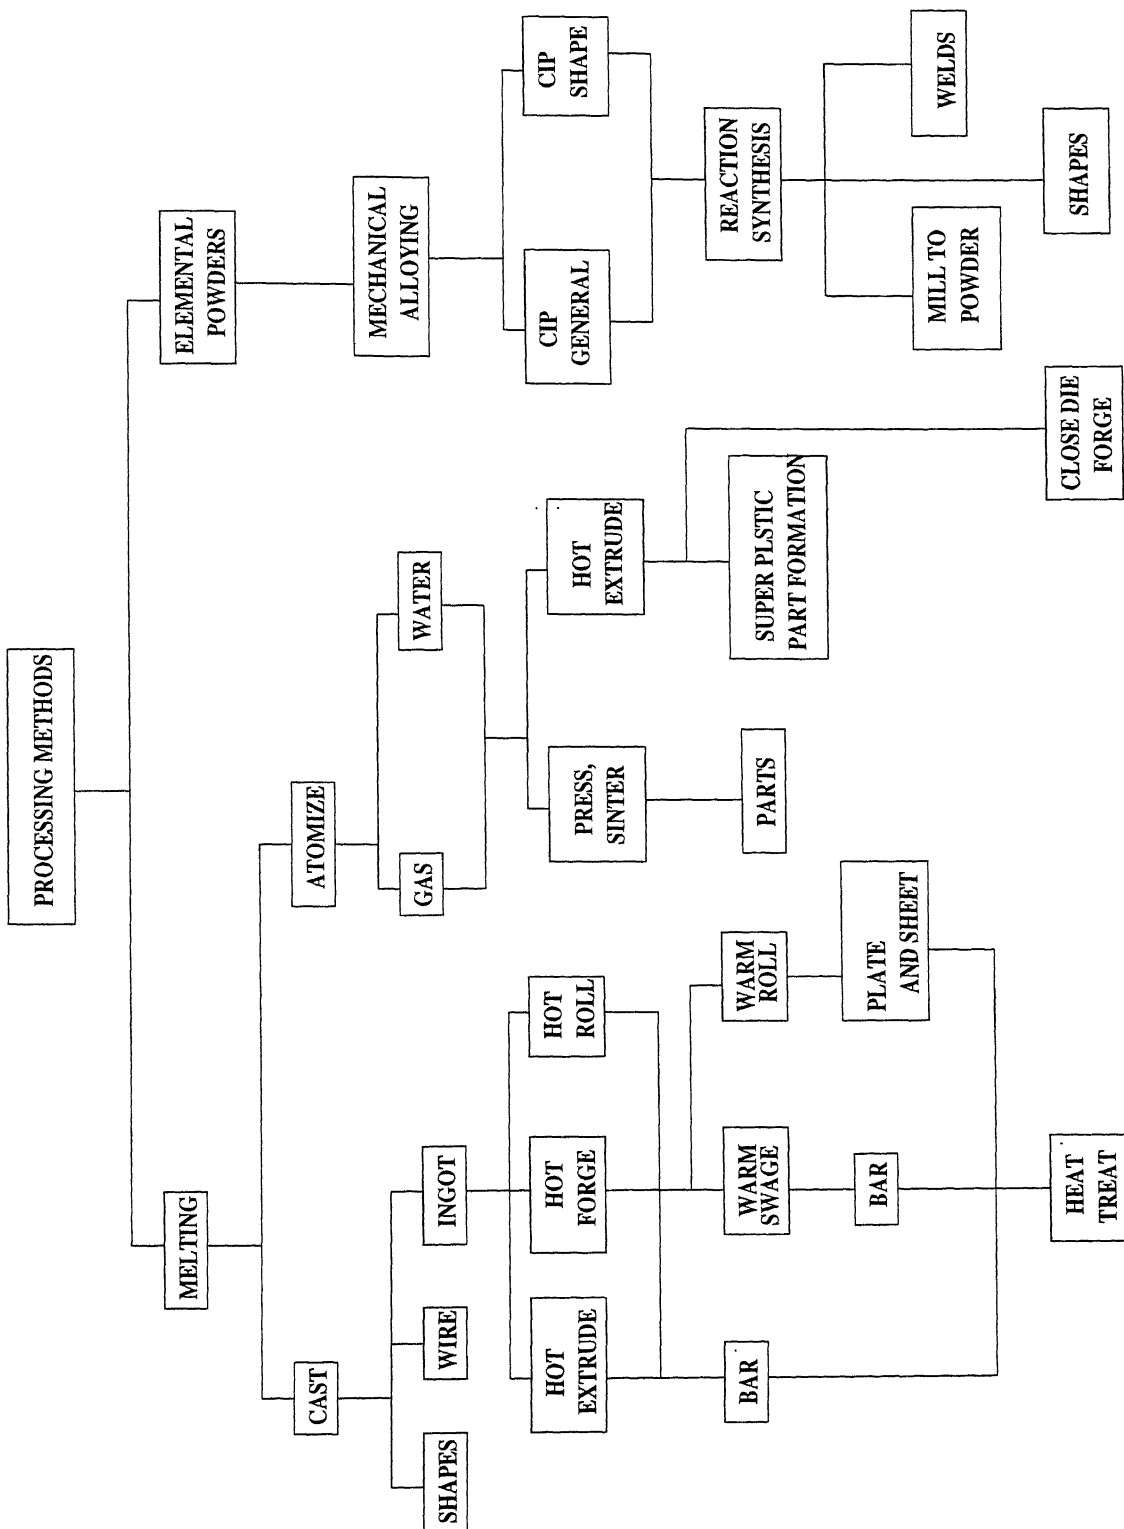 PROCESSING METHODS
MELTING
ELEMENTAL
POWDERS
CAST
ATOMIZE
MECHANICAL
ALLOYING
SHAPES
WIRE
INGOT
GAS
WATER
CIP
GENERAL
CIP
SHAPE
HOT
EXTRUDE
HOT
FORGE
HOT
ROLL
PRESS,
SINTER
HOT
EXTRUDE
REACTION
SYNTHESIS
BAR
WARM
SWAGE
WARM
ROLL
PARTS
SUPER PLSTIC
PART FORMATION
BAR
PLATE
AND SHEET
MILL TO
POWDER
WELDS
HEAT
TREAT
CLOSE DIE
FORGE
SHAPES